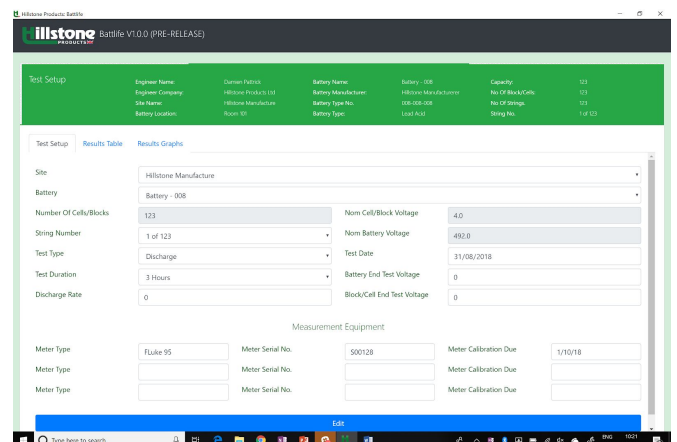 Hillstone Products: Battlife
Hillstone Battlife V1.0.0 (PRE-RELEASE)
PRODUCTS
Test Setup
Engineer Name: Damien Pattrick Battery Name: Battery - 008 Capacity: 123
Engineer Company: Hillstone Products Ltd Battery Manufacturer: Hillstone Manufacturerer No Of Block/Cells: 123
Site Name: Hillstone Manufacture Battery Type No. 008-008-008 No Of Strings. 123
Battery Location: Room 101 Battery Type: Lead Acid String No. 1 of 123
Test Setup Results Table Results Graphs
Site Hillstone Manufacture
Battery Battery - 008
Number Of Cells/Blocks 123 Nom Cell/Block Voltage 4.0
String Number 1 of 123 Nom Battery Voltage 492.0
Test Type Discharge Test Date 31/08/2018
Test Duration 3 Hours Battery End Test Voltage 0
Discharge Rate 0 Block/Cell End Test Voltage 0
Measurement Equipment
Meter Type FLuke 95 Meter Serial No. S00128 Meter Calibration Due 1/10/18
Meter Type Meter Serial No. Meter Calibration Due
Meter Type Meter Serial No. Meter Calibration Due
Edit
Type here to search ENG 10:21